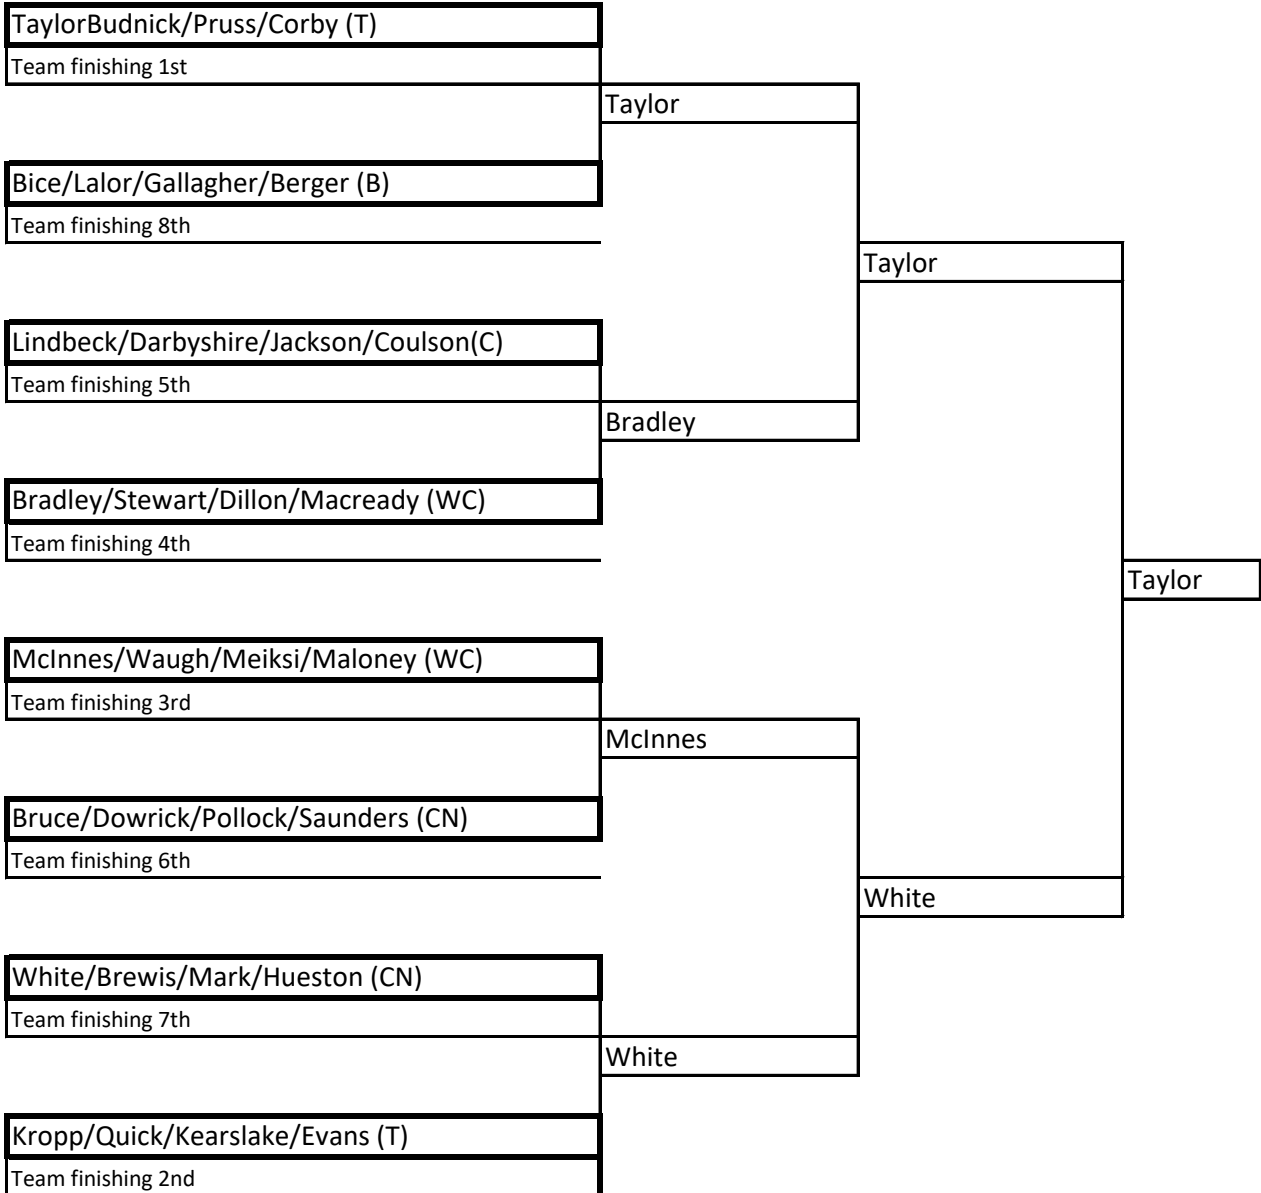 TaylorBudnick/Pruss/Corby (T)
Team finishing 1st
Taylor
Bice/Lalor/Gallagher/Berger (B)
Team finishing 8th
Taylor
Lindbeck/Darbyshire/Jackson/Coulson(C)
Team finishing 5th
Bradley
Bradley/Stewart/Dillon/Macready (WC)
Team finishing 4th
Taylor
McInnes/Waugh/Meiksi/Maloney (WC)
Team finishing 3rd
McInnes
Bruce/Dowrick/Pollock/Saunders (CN)
Team finishing 6th
White
White/Brewis/Mark/Hueston (CN)
Team finishing 7th
White
Kropp/Quick/Kearslake/Evans (T)
Team finishing 2nd